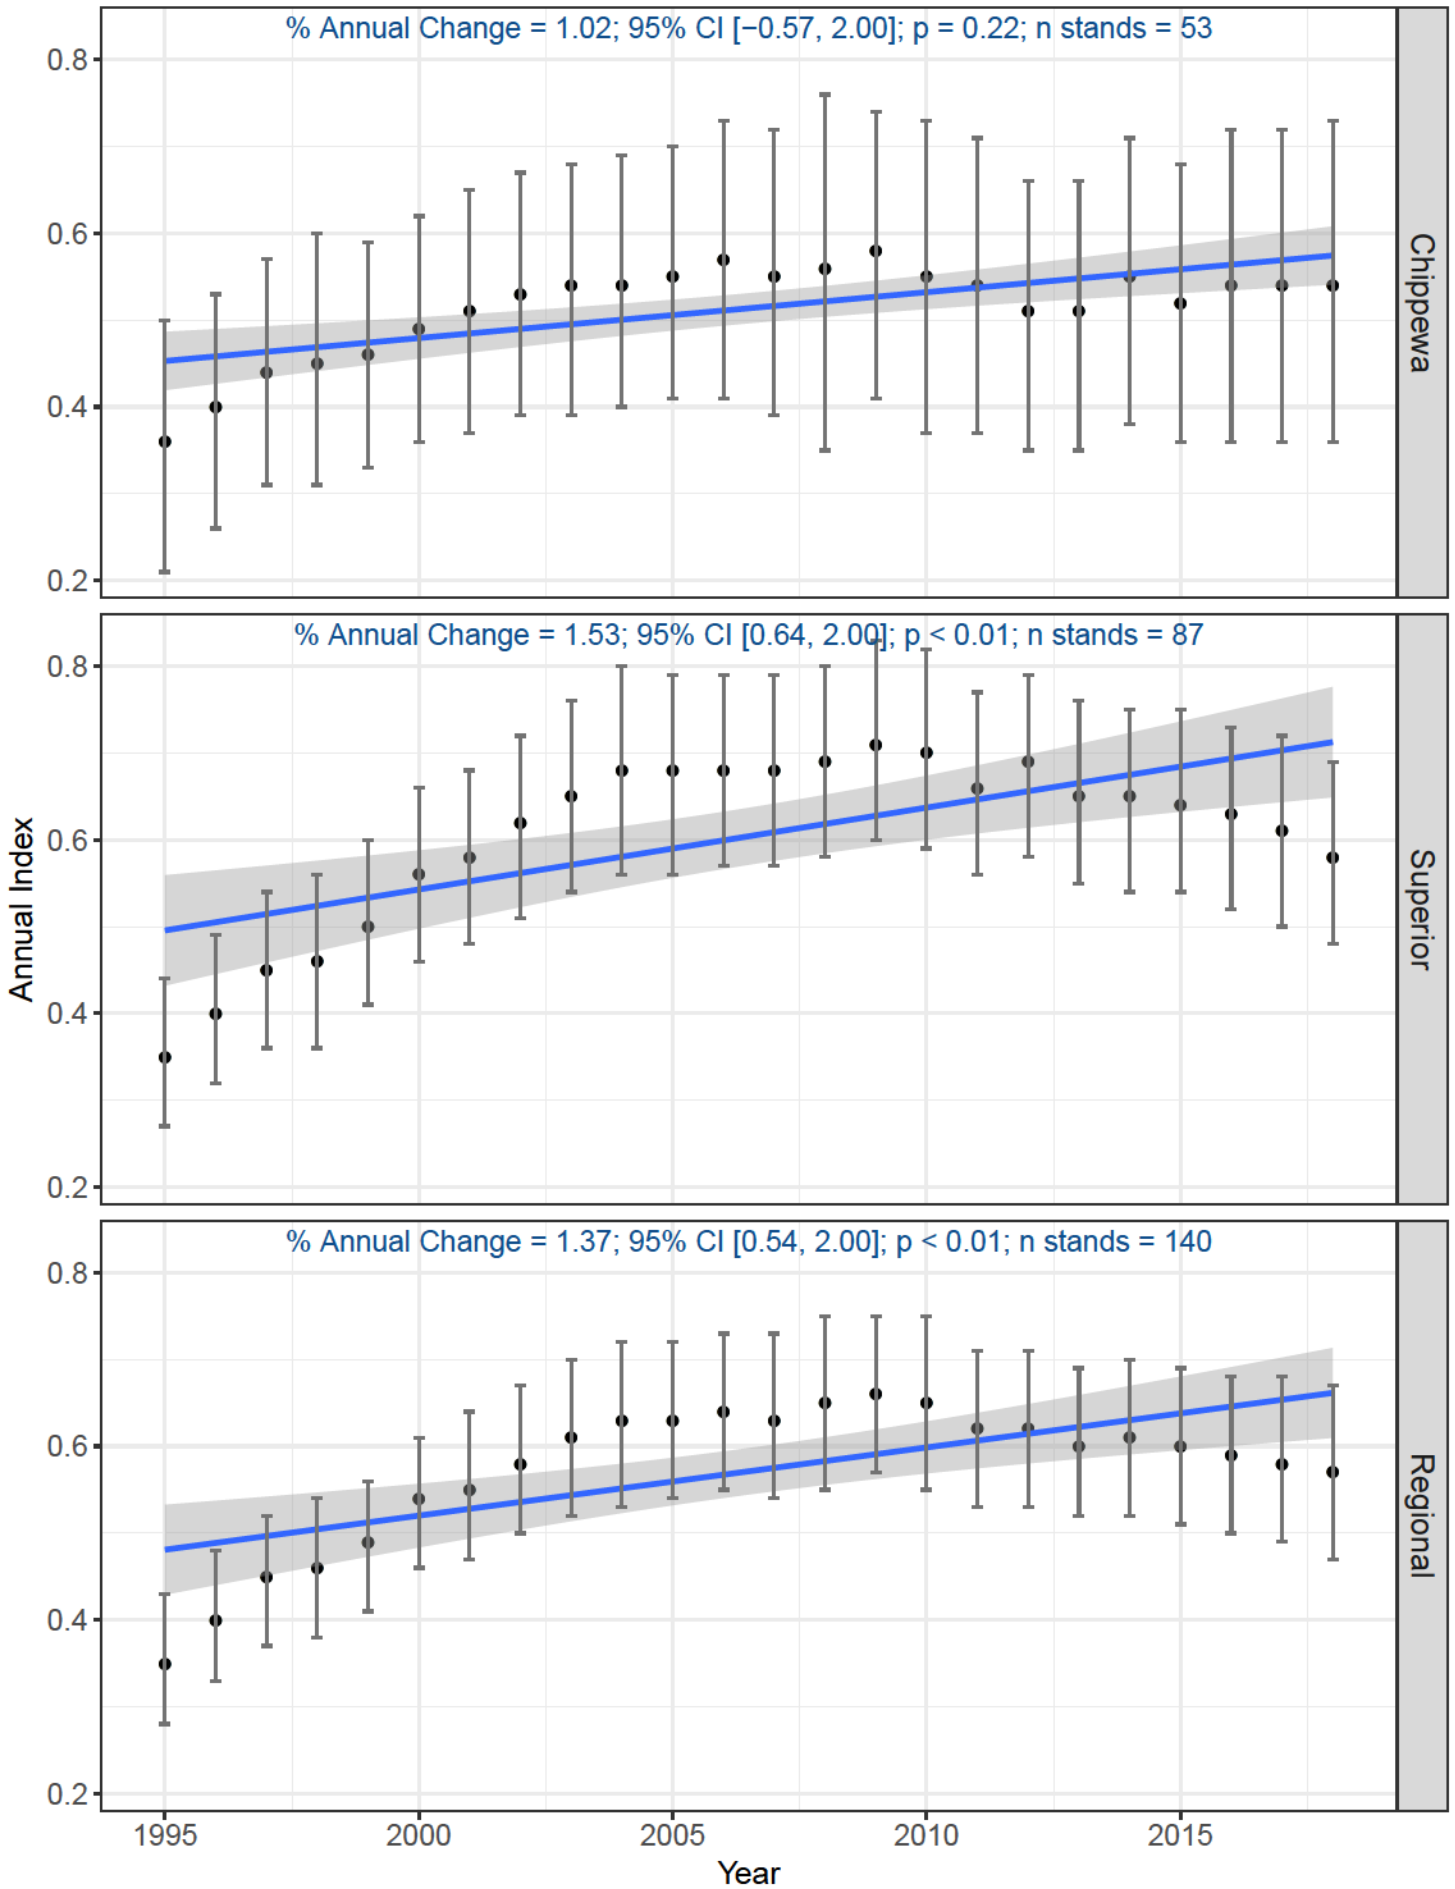 % Annual Change = 1.02; 95% CI [−0.57, 2.00]; p = 0.22; n stands = 53
0.8
0.6
0.4
0.2
Chippewa
% Annual Change = 1.53; 95% CI [0.64, 2.00]; p < 0.01; n stands = 87
0.8
0.6
0.4
0.2
Superior
Annual Index
% Annual Change = 1.37; 95% CI [0.54, 2.00]; p < 0.01; n stands = 140
0.8
0.6
0.4
0.2
Regional
1995 2000 2005 2010 2015
Year